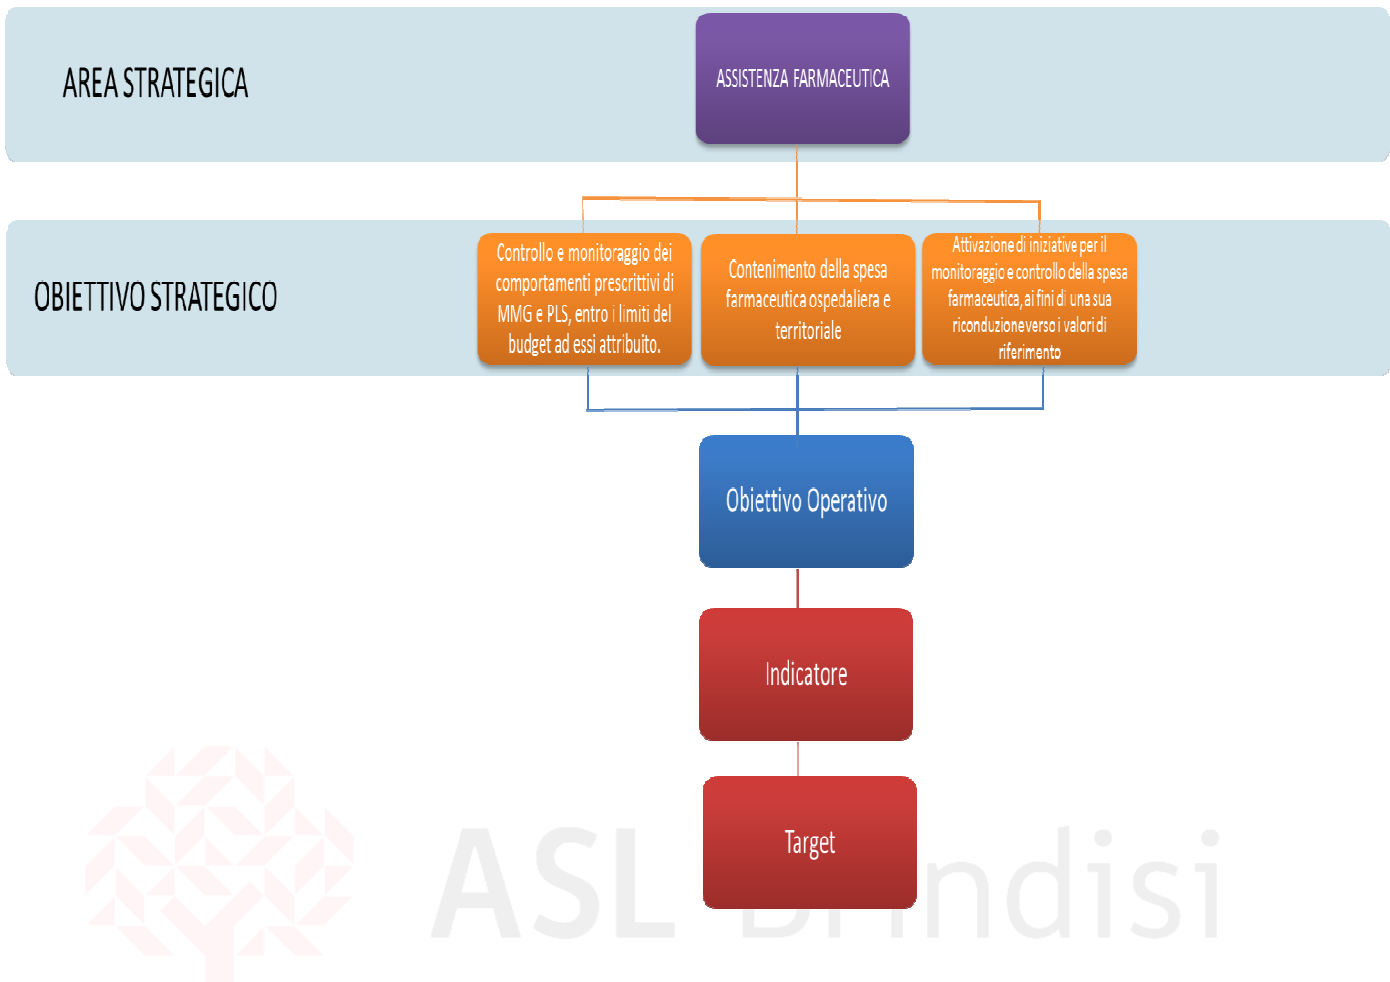 AREA STRATEGICA
ASSISTENZA FARMACEUTICA
OBIETTIVO STRATEGICO
Controllo e monitoraggio dei
comportamenti prescrittivi di
MMG e PLS, entro i limiti del
budget ad essi attribuito.
Contenimento della spesa
farmaceutica ospedaliera e
territoriale
Attivazione di iniziative per il
monitoraggio e controllo della spesa
farmaceutica, ai fini di una sua
riconduzione verso i valori di
riferimento
Obiettivo Operativo
Indicatore
Target
ASL Brindisi